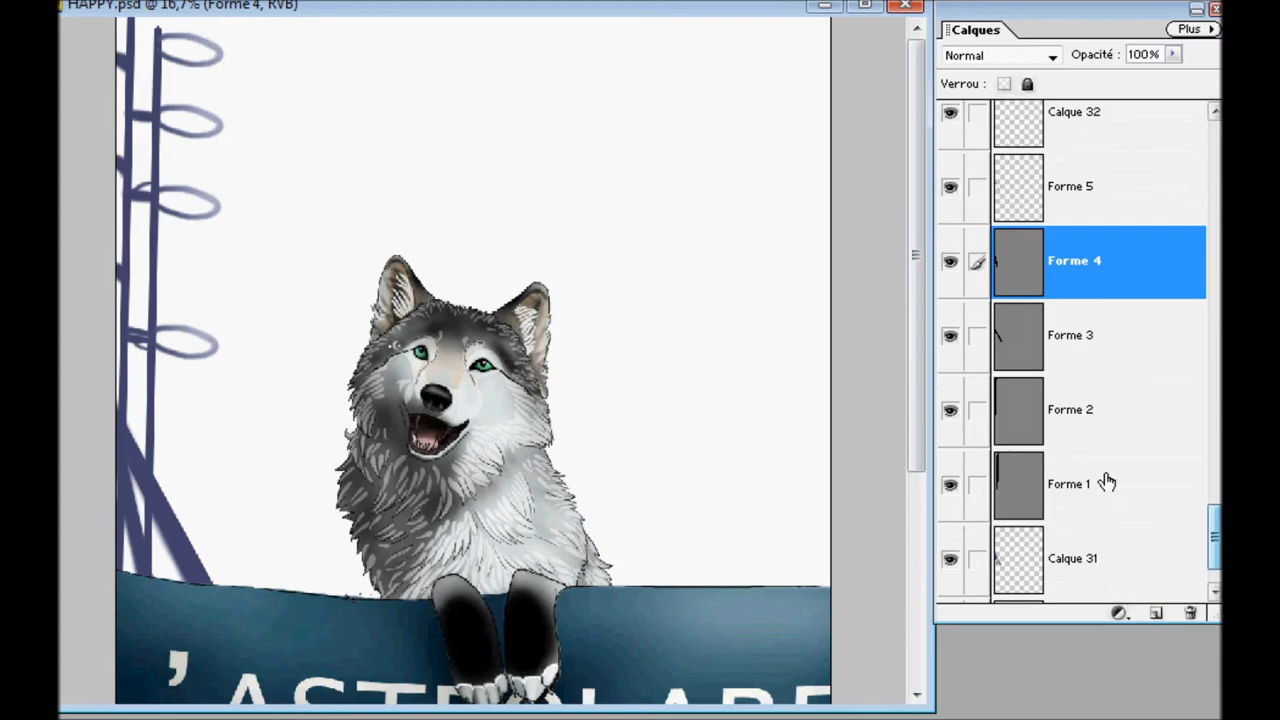 HAPPY.psd @ 16,7% (Forme 4, RVB)
Calques
Plus
Normal
Opacité :
100%
Verrou :
Calque 32
Forme 5
Forme 4
Forme 3
Forme 2
Forme 1
Calque 31
’ASTROLABE